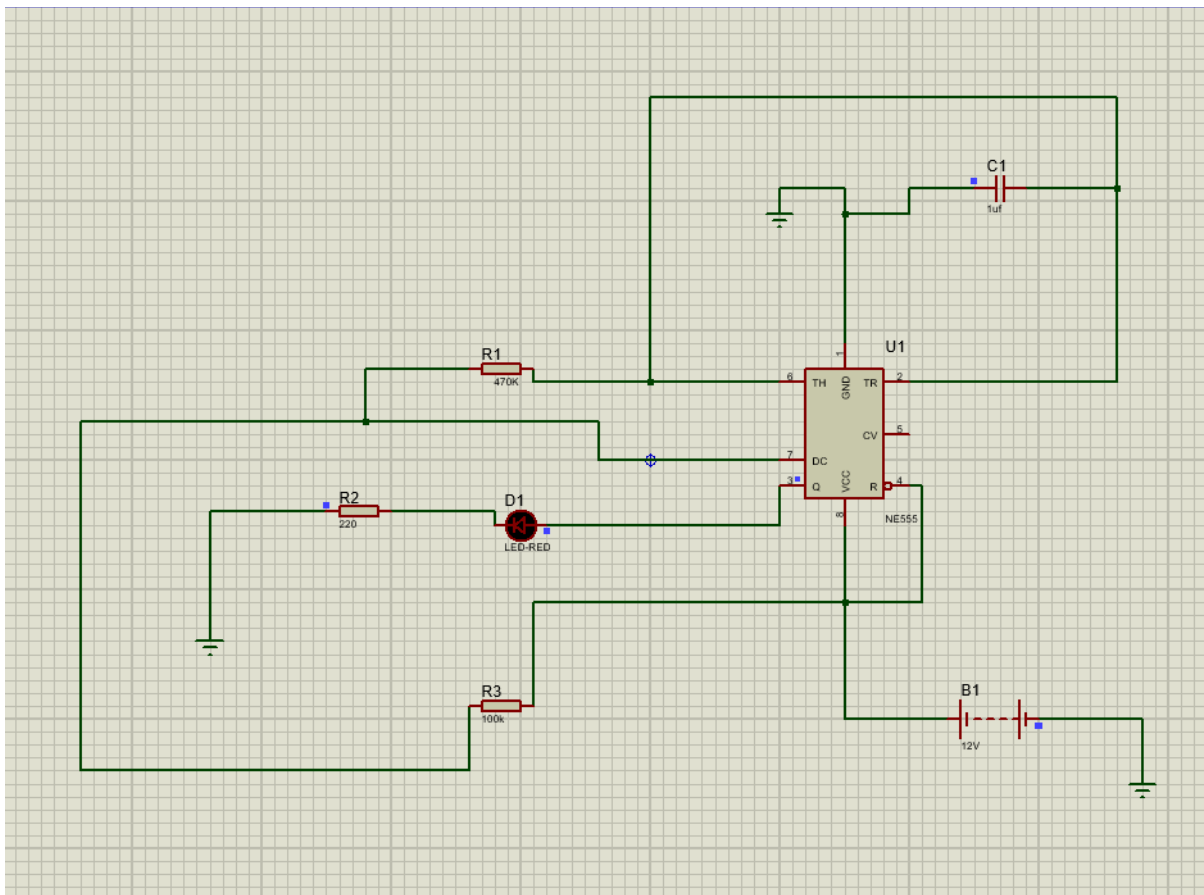 C1
1uf
1
U1
R1
470K
6
TH
GND
TR
2
CV
5
7
DC
3
Q
VCC
R
4
8
NE555
R2
220
D1
LED-RED
R3
100k
B1
12V